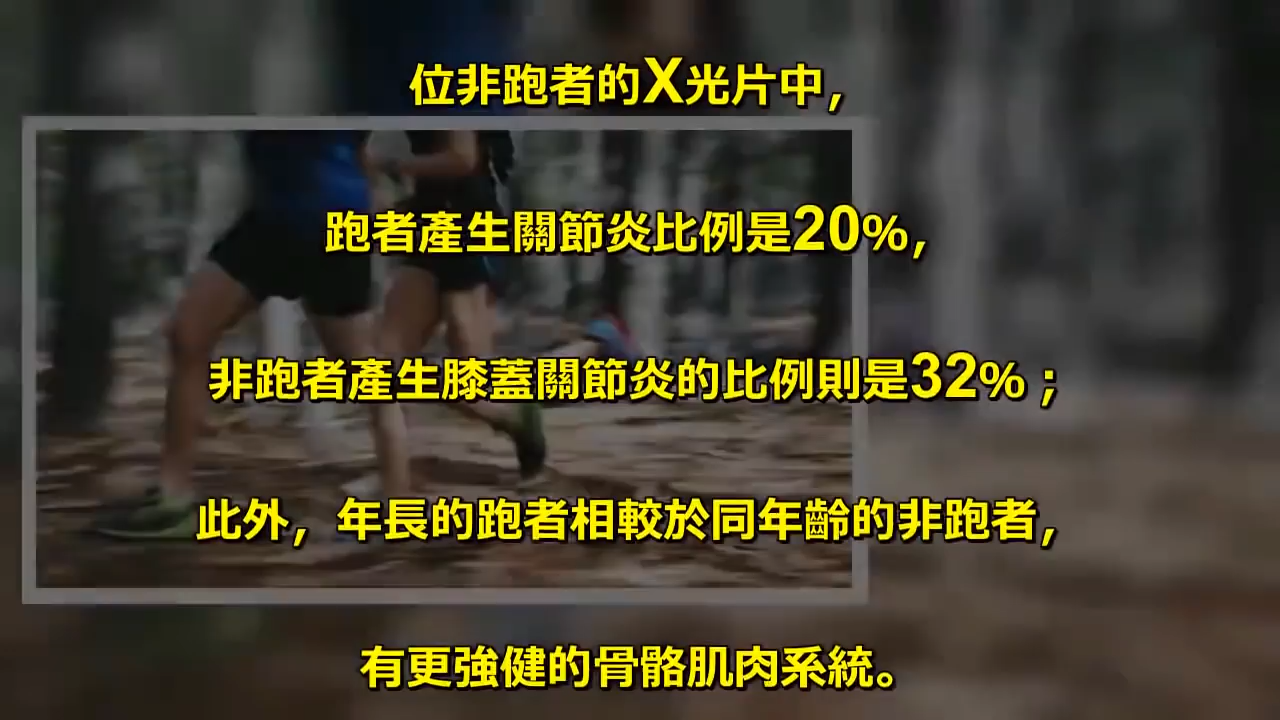 位非跑者的X光片中，
跑者產生關節炎比例是20%，
非跑者產生膝蓋關節炎的比例則是32%；
此外，年長的跑者相較於同年齡的非跑者，
有更強健的骨骼肌肉系統。